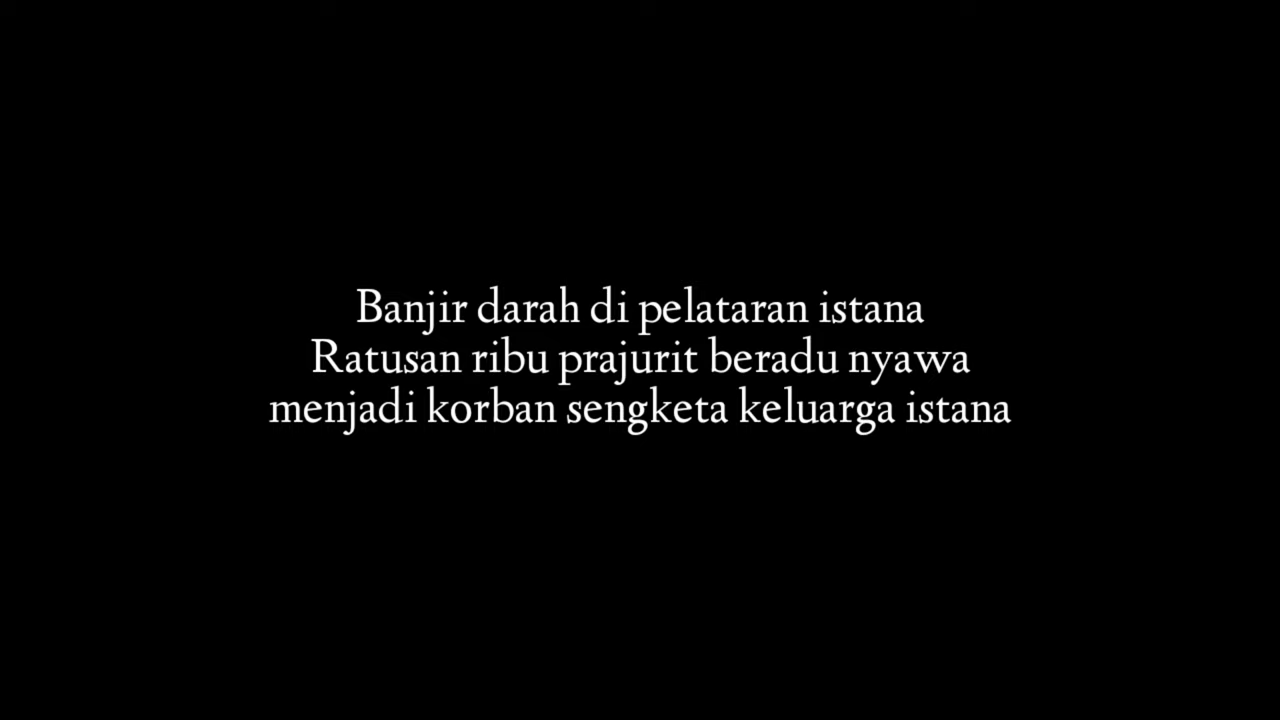 Banjir darah di pelataran istana
Ratusan ribu prajurit beradu nyawa
menjadi korban sengketa keluarga istana